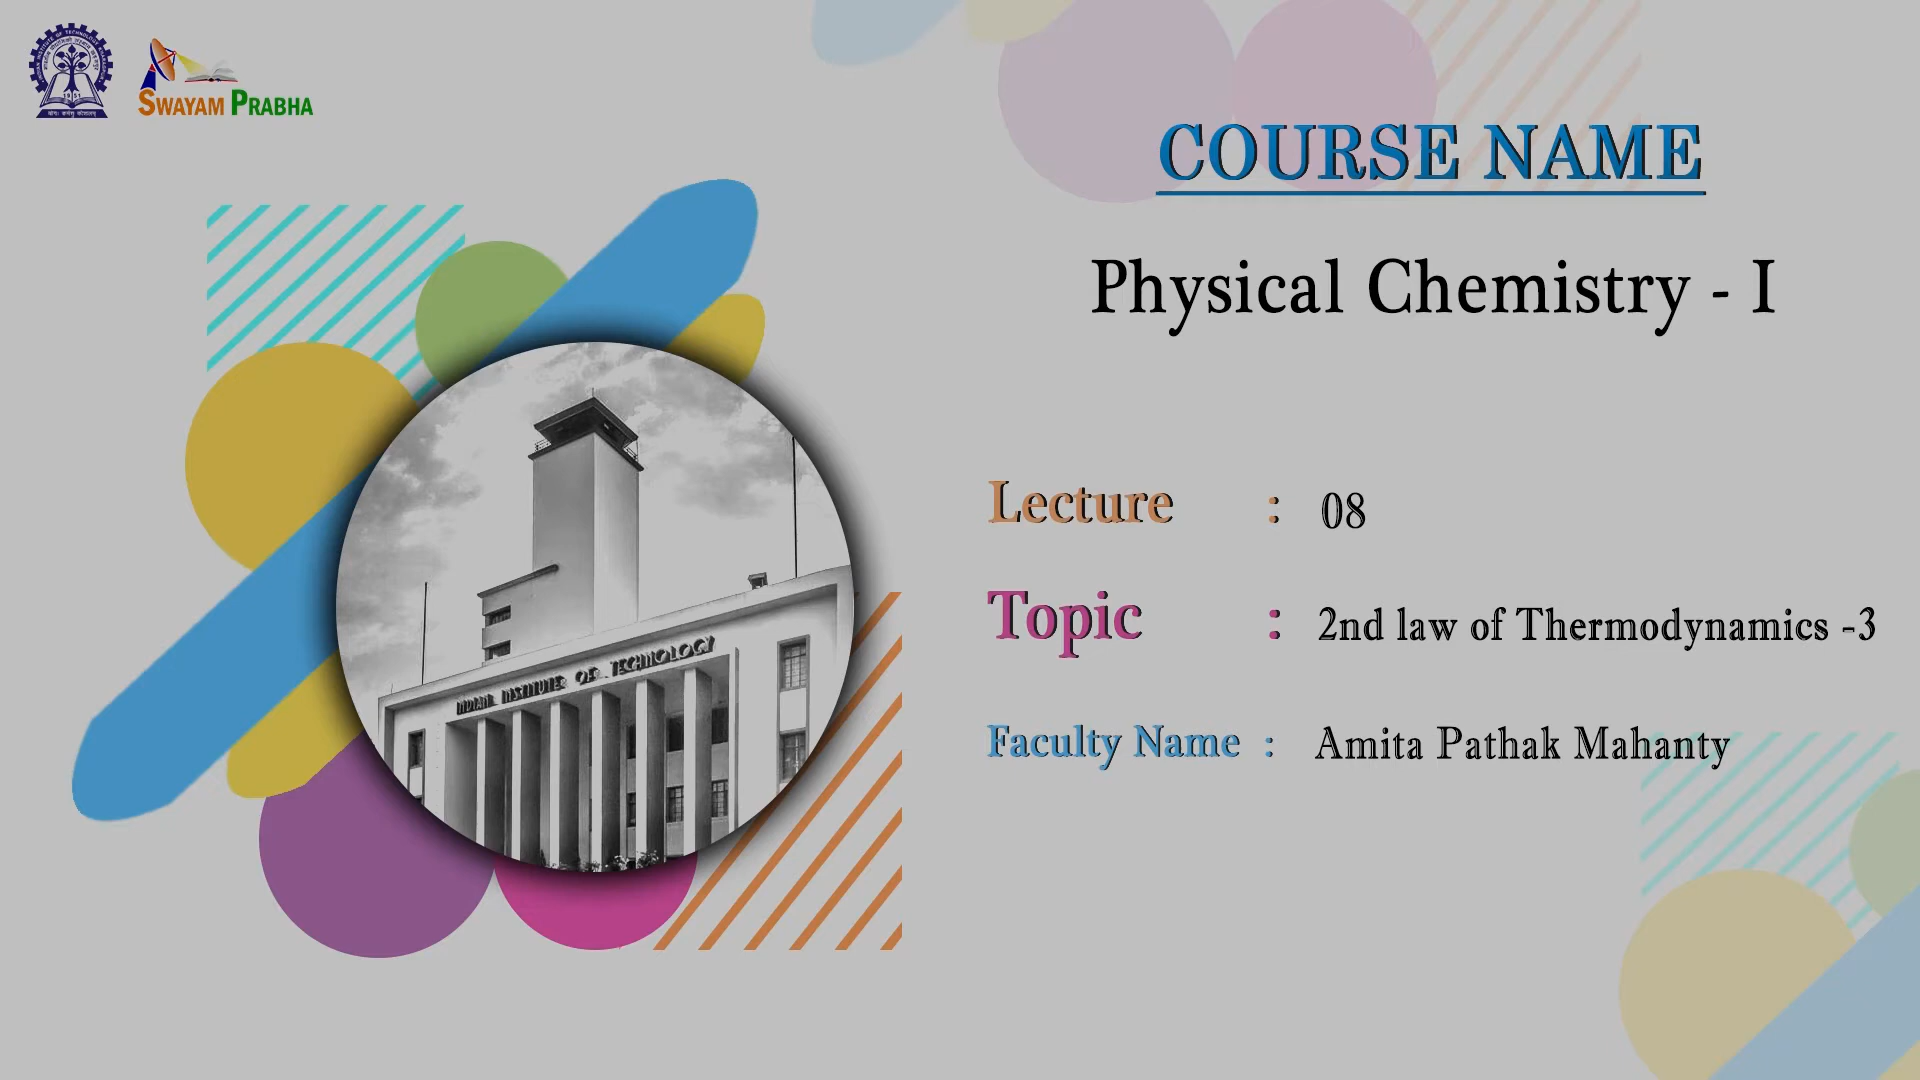 SWAYAM PRABHA
COURSE NAME
Physical Chemistry - I
Lecture : 08
Topic : 2nd law of Thermodynamics -3
Faculty Name : Amita Pathak Mahanty
INDIAN INSTITUTE OF TECHNOLOGY
1951